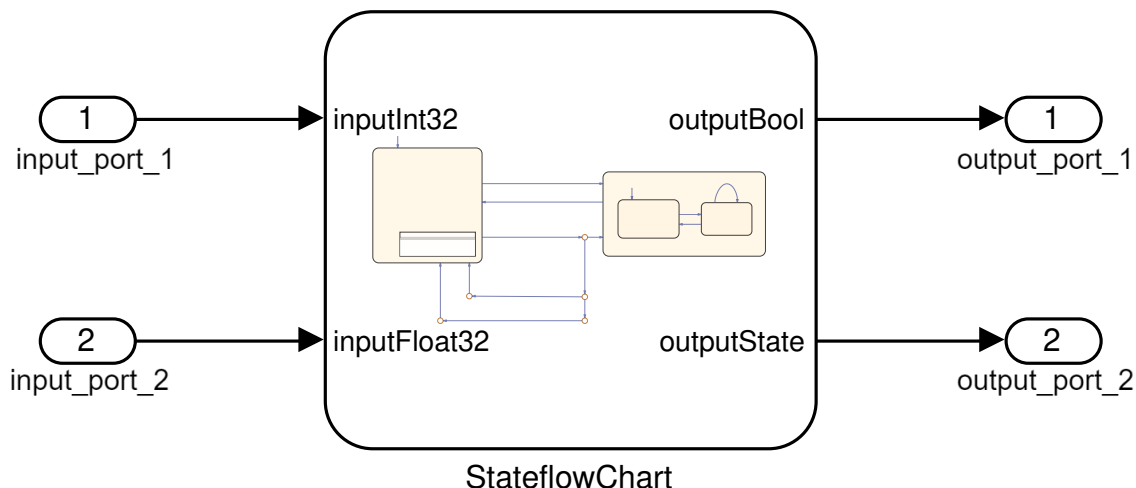 1
inputInt32
outputBool
1
input_port_1
output_port_1
2
inputFloat32
outputState
2
input_port_2
output_port_2
StateflowChart